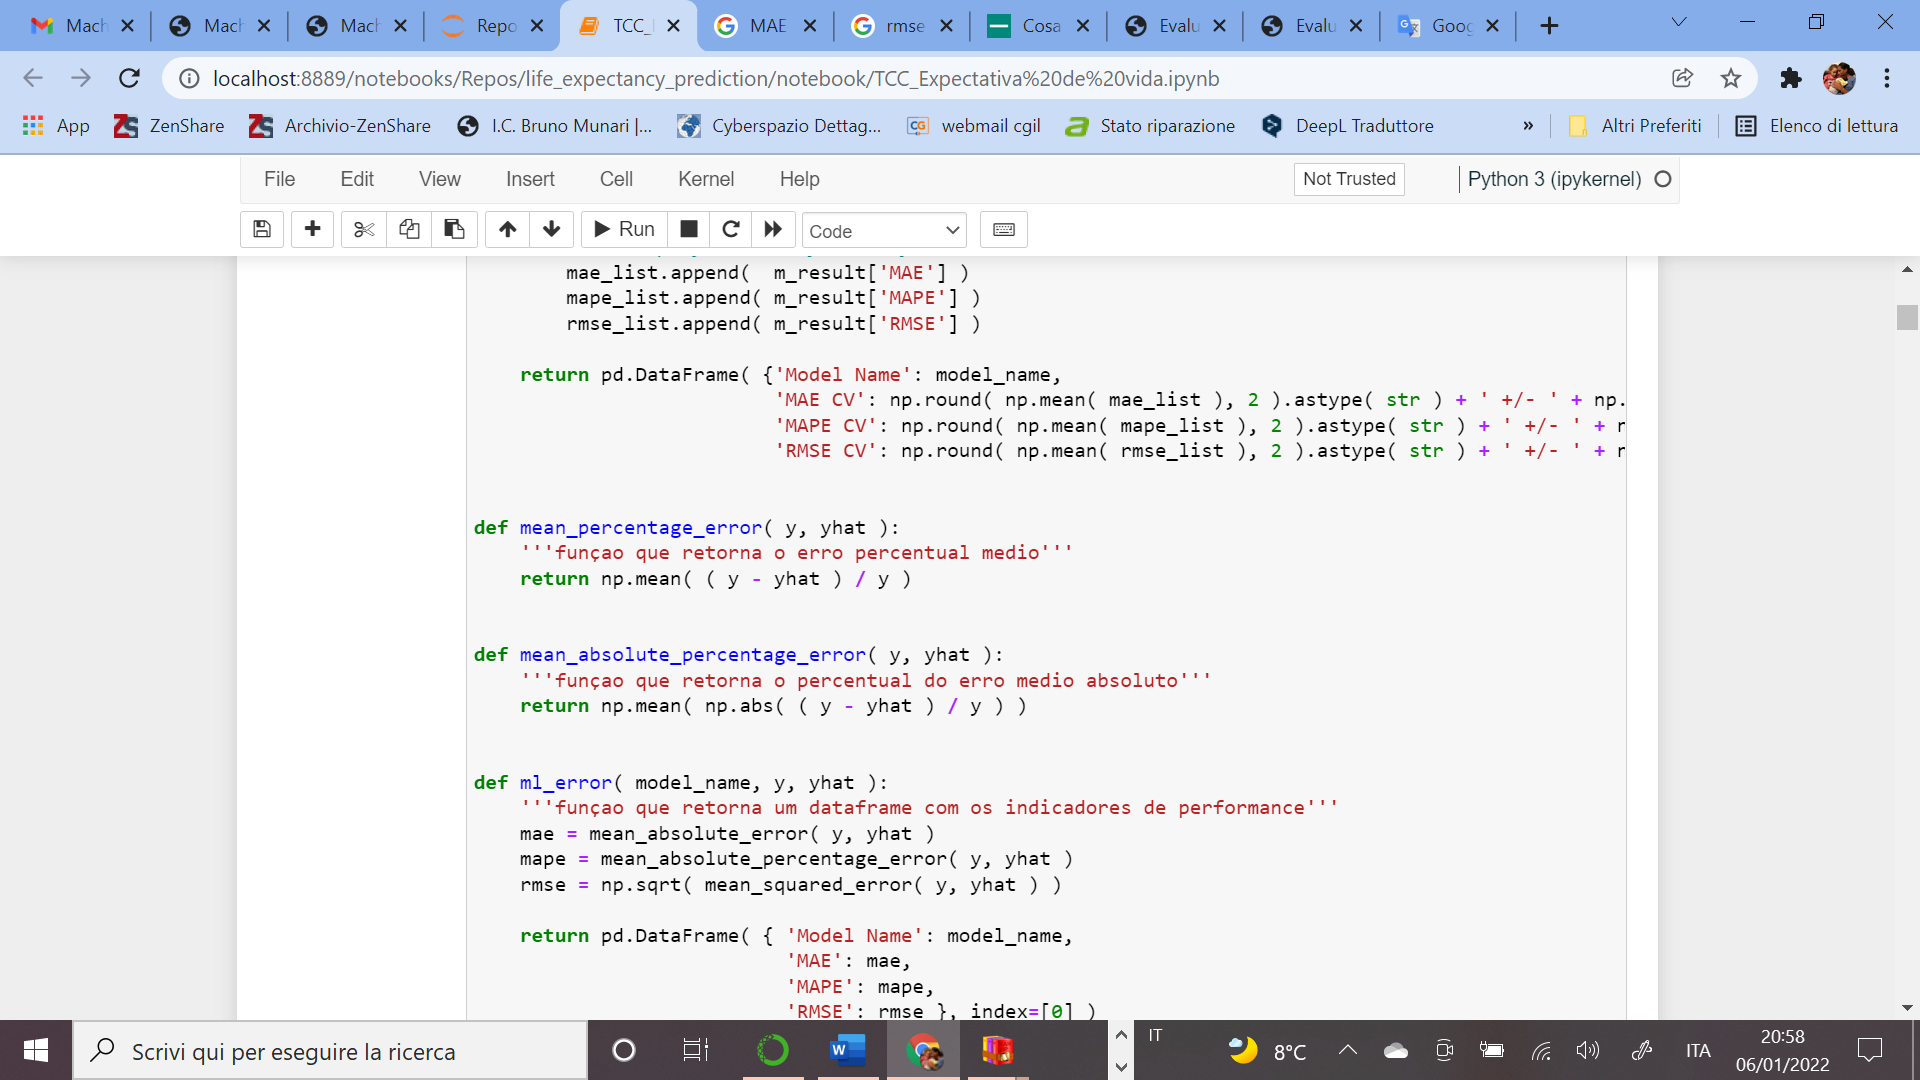 Mach
Mach
Mach
Repo
TCC_
MAE
rmse
Cosa
Evalu
Evalu
Goog
localhost:8889/notebooks/Repos/life_expectancy_prediction/notebook/TCC_Expectativa%20de%20vida.ipynb
App
ZenShare
Archivio-ZenShare
I.C. Bruno Munari |...
Cyberspazio Dettag...
CG webmail cgil
Stato riparazione
DeepL Traduttore
»
Altri Preferiti
Elenco di lettura
File Edit View Insert Cell Kernel Help
Not Trusted
Python 3 (ipykernel)
Run
Code
mae_list.append(  m_result['MAE'] )
mape_list.append( m_result['MAPE'] )
rmse_list.append( m_result['RMSE'] )
return pd.DataFrame( {'Model Name': model_name,
'MAE CV': np.round( np.mean( mae_list ), 2 ).astype( str ) + ' +/- ' + np.
'MAPE CV': np.round( np.mean( mape_list ), 2 ).astype( str ) + ' +/- ' +
'RMSE CV': np.round( np.mean( rmse_list ), 2 ).astype( str ) + ' +/- ' +
def mean_percentage_error( y, yhat ):
'''funçao que retorna o erro percentual medio'''
return np.mean( ( y - yhat ) / y )
def mean_absolute_percentage_error( y, yhat ):
'''funçao que retorna o percentual do erro medio absoluto'''
return np.mean( np.abs( ( y - yhat ) / y ) )
def ml_error( model_name, y, yhat ):
'''funçao que retorna um dataframe com os indicadores de performance'''
mae = mean_absolute_error( y, yhat )
mape = mean_absolute_percentage_error( y, yhat )
rmse = np.sqrt( mean_squared_error( y, yhat ) )
return pd.DataFrame( { 'Model Name': model_name,
'MAE': mae,
'MAPE': mape,
'RMSE': rmse }, index=[0] )
Scrivi qui per eseguire la ricerca
W
IT
8°C
ITA
20:58
06/01/2022